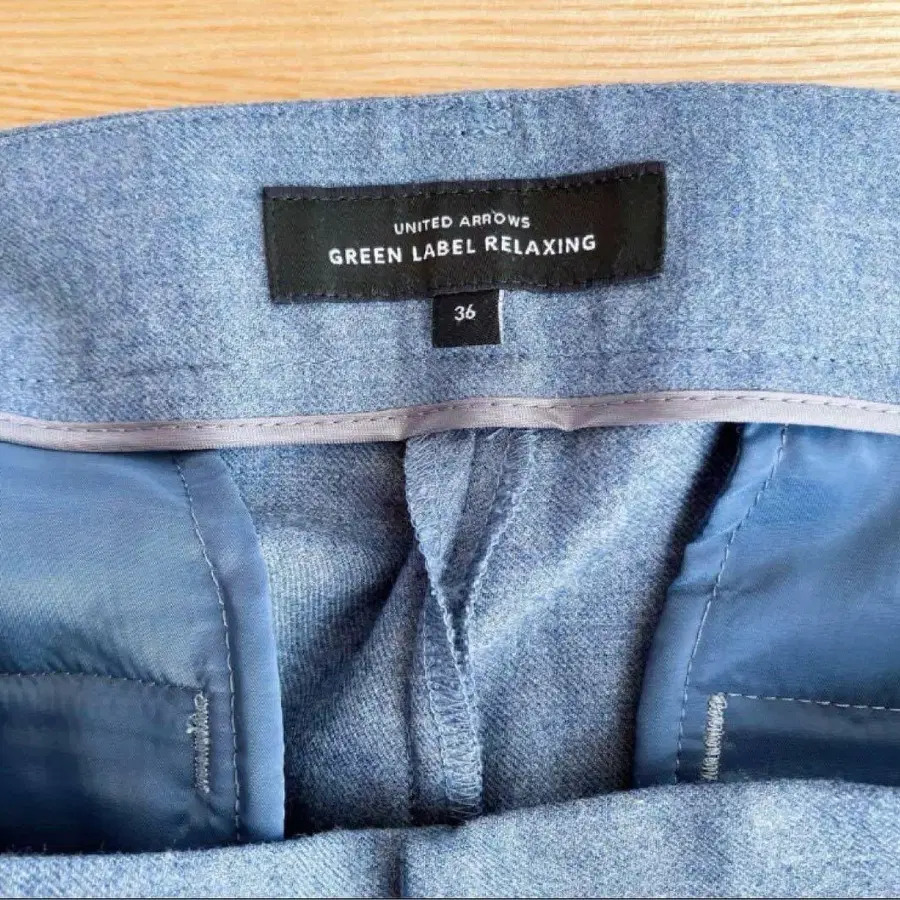 UNITED ARROWS
GREEN LABEL RELAXING
36